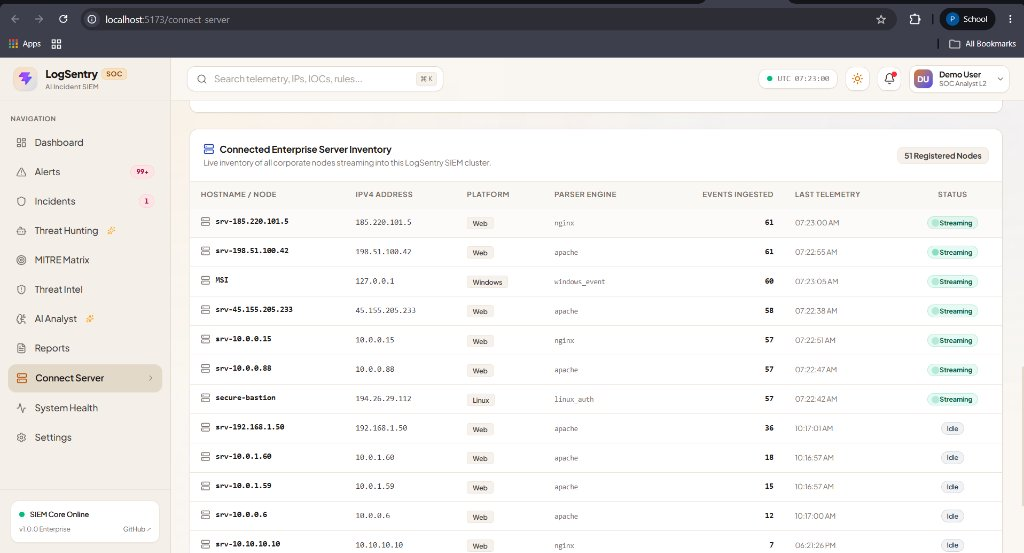 localhost:5173/connect-server
School
Apps
All Bookmarks
LogSentry SOC
AI Incident SIEM
Search telemetry, IPs, IOCs, rules...
⌘K
UTC 07:23:00
DU
Demo User
SOC Analyst L2
NAVIGATION
Dashboard
Alerts 99+
Incidents 1
Threat Hunting
MITRE Matrix
Threat Intel
AI Analyst
Reports
Connect Server
System Health
Settings
SIEM Core Online
v1.0.0 Enterprise GitHub
Connected Enterprise Server Inventory
Live inventory of all corporate nodes streaming into this LogSentry SIEM cluster.
51 Registered Nodes
HOSTNAME / NODE IPV4 ADDRESS PLATFORM PARSER ENGINE EVENTS INGESTED LAST TELEMETRY STATUS
srv-185.220.101.5 185.220.101.5 Web nginx 61 07:23:00 AM Streaming
srv-198.51.100.42 198.51.100.42 Web apache 61 07:22:55 AM Streaming
MSI 127.0.0.1 Windows windows_event 60 07:23:05 AM Streaming
srv-45.155.205.233 45.155.205.233 Web apache 58 07:22:38 AM Streaming
srv-10.0.0.15 10.0.0.15 Web nginx 57 07:22:51 AM Streaming
srv-10.0.0.88 10.0.0.88 Web apache 57 07:22:47 AM Streaming
secure-bastion 194.26.29.112 Linux linux_auth 57 07:22:42 AM Streaming
srv-192.168.1.50 192.168.1.50 Web apache 36 10:17:01 AM Idle
srv-10.0.1.60 10.0.1.60 Web apache 18 10:16:57 AM Idle
srv-10.0.1.59 10.0.1.59 Web apache 15 10:16:57 AM Idle
srv-10.0.0.6 10.0.0.6 Web apache 12 10:17:00 AM Idle
srv-10.10.10.10 10.10.10.10 Web nginx 7 06:21:26 PM Idle